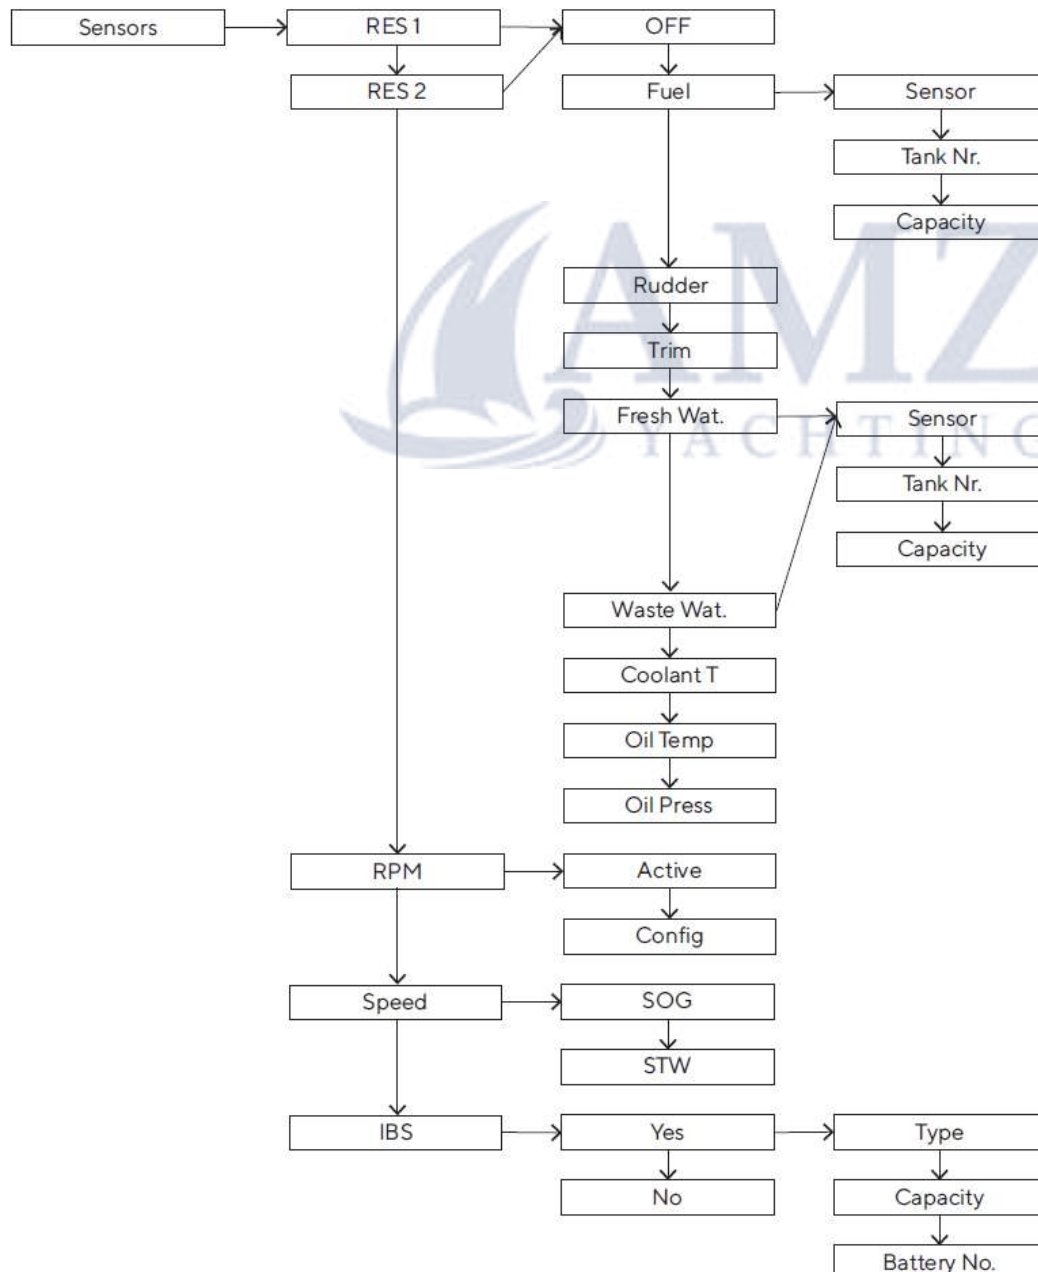 Sensors
RES 1
OFF
RES 2
Fuel
Sensor
Tank Nr.
Capacity
AMZ
YACHTING
Rudder
Trim
Fresh Wat.
Sensor
Tank Nr.
Capacity
Waste Wat.
Coolant T
Oil Temp
Oil Press
RPM
Active
Config
Speed
SOG
STW
IBS
Yes
Type
No
Capacity
Battery No.